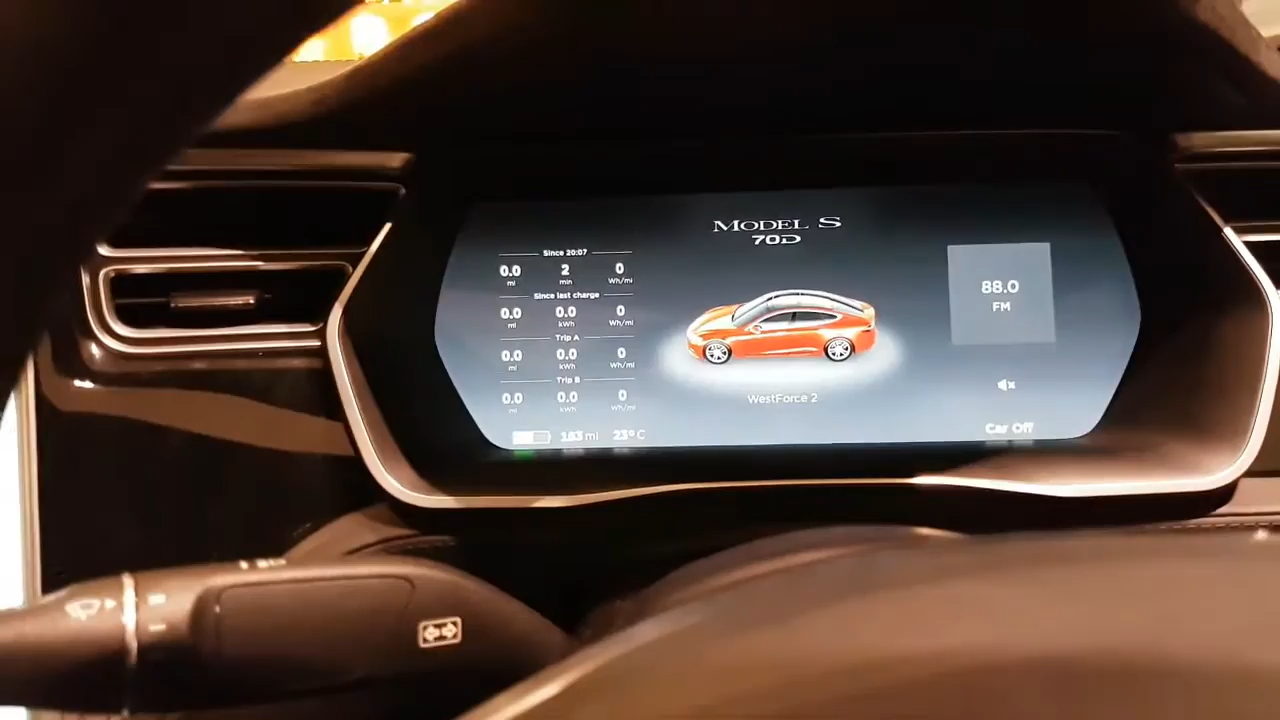 MODEL S
70D
Since 20:07
0.0 2 0
mi min Wh/mi
Since last charge
0.0 0.0 0
mi kWh Wh/mi
Trip A
0.0 0.0 0
mi kWh Wh/mi
Trip B
0.0 0.0 0
mi kWh Wh/mi
183 mi 23° C
WestForce 2
88.0
FM
Car Off